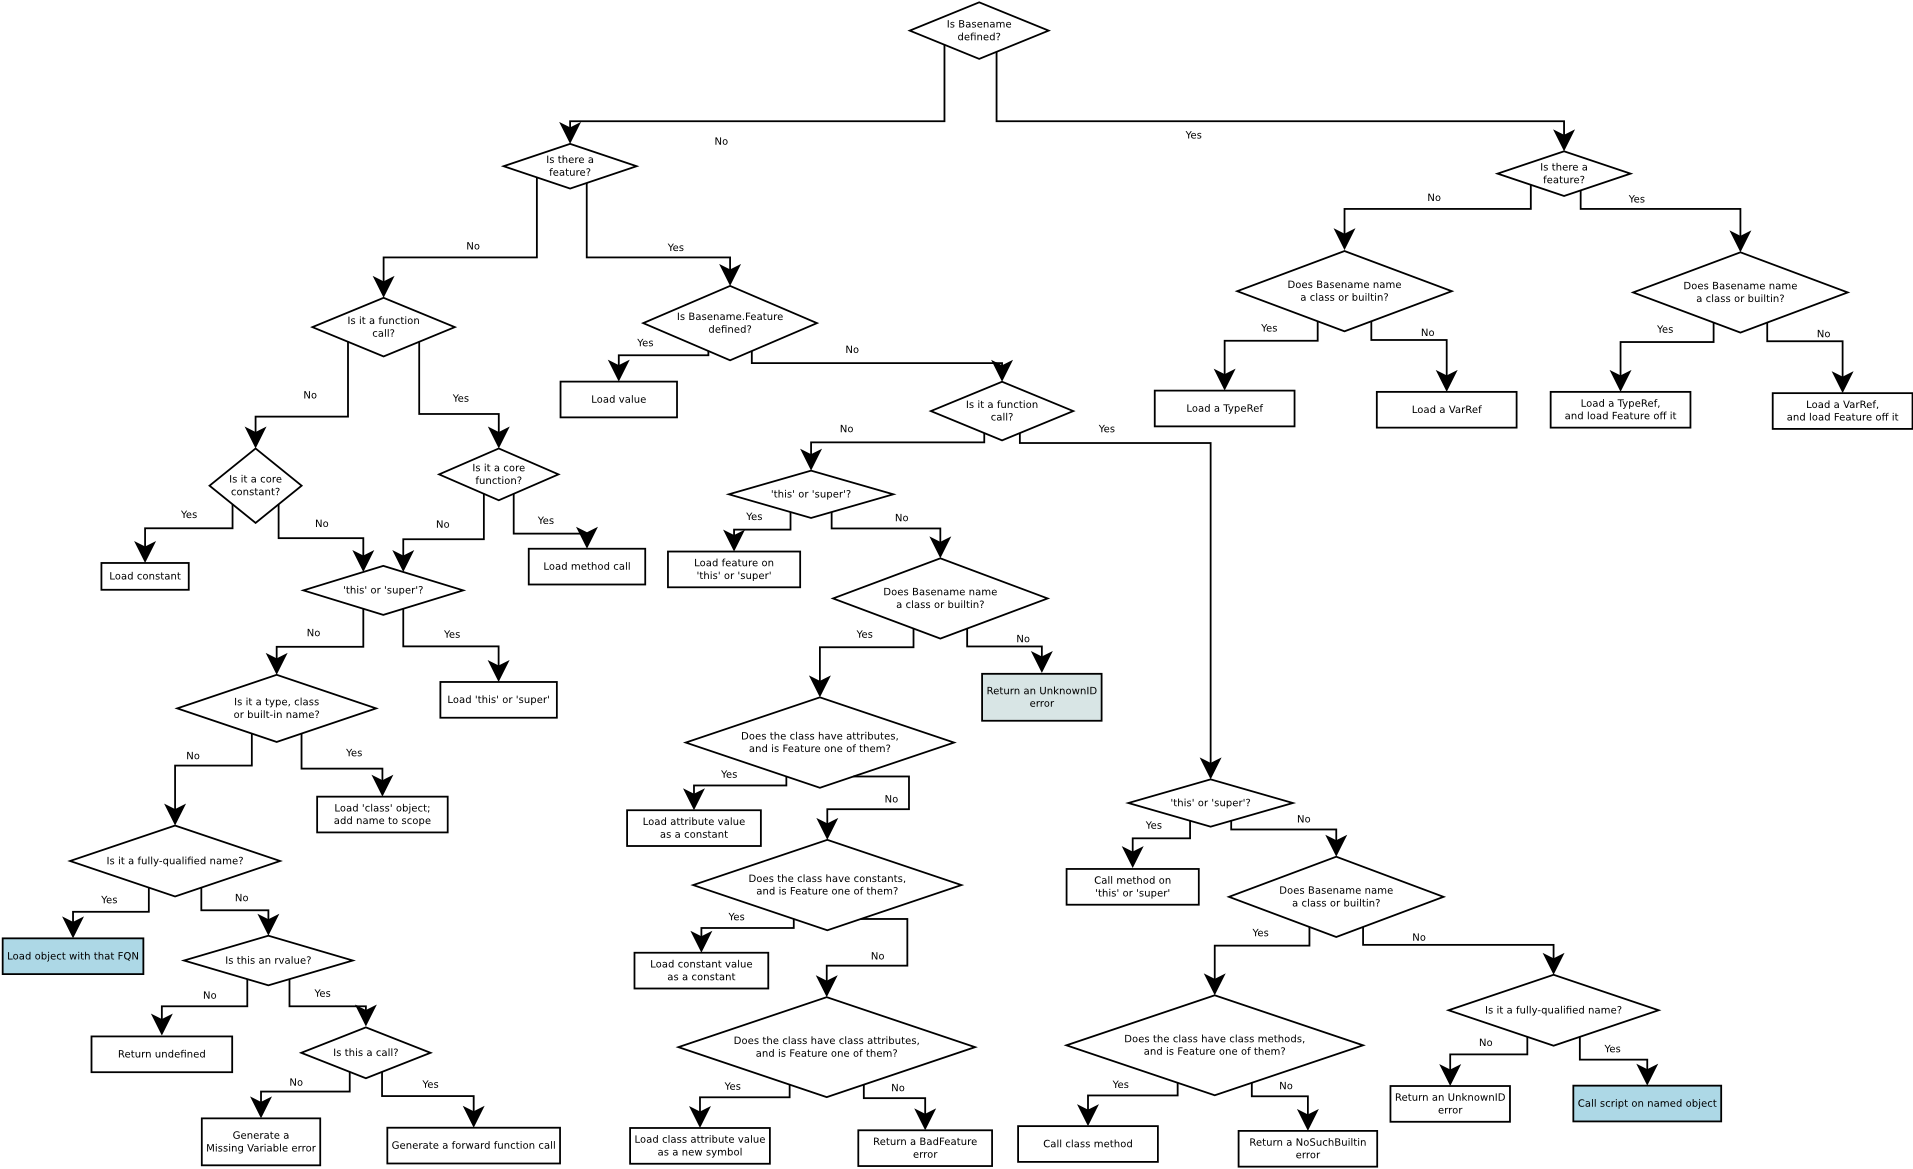 Is Basename
defined?
No
Yes
Is there a
feature?
Is there a
feature?
No
Yes
No
Yes
Is it a function
call?
Is Basename.Feature
defined?
Does Basename name
a class or builtin?
Does Basename name
a class or builtin?
Yes
No
Yes
No
Yes
No
Load value
Is it a function
call?
Load a TypeRef
Load a VarRef
Load a TypeRef,
and load Feature off it
Load a VarRef,
and load Feature off it
No
Yes
No
Yes
Is it a core
constant?
Is it a core
function?
'this' or 'super'?
Yes
No
No
Yes
Yes
No
Load constant
Load method call
Load feature on
'this' or 'super'
'this' or 'super'?
Does Basename name
a class or builtin?
No
Yes
Yes
No
Is it a type, class
or built-in name?
Load 'this' or 'super'
Return an UnknownID
error
Does the class have attributes,
and is Feature one of them?
No
Yes
Yes
No
Load 'class' object;
add name to scope
Load attribute value
as a constant
'this' or 'super'?
Yes
No
Is it a fully-qualified name?
Does the class have constants,
and is Feature one of them?
Call method on
'this' or 'super'
Does Basename name
a class or builtin?
Yes
No
Yes
No
Yes
No
Load object with that FQN
Is this an rvalue?
Load constant value
as a constant
No
Yes
Is it a fully-qualified name?
Return undefined
Is this a call?
Does the class have class attributes,
and is Feature one of them?
Does the class have class methods,
and is Feature one of them?
No
Yes
No
Yes
Yes
No
Yes
No
Return an UnknownID
error
Call script on named object
Generate a
Missing Variable error
Generate a forward function call
Load class attribute value
as a new symbol
Return a BadFeature
error
Call class method
Return a NoSuchBuiltin
error